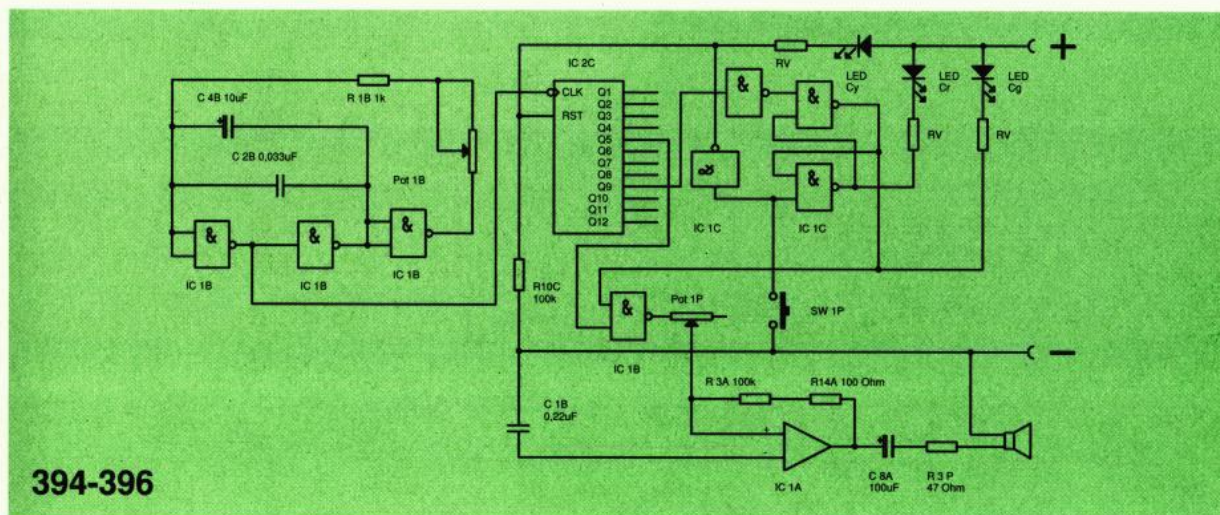 IC 2C
CLK
RST
Q1
Q2
Q3
Q4
Q5
Q6
Q7
Q8
Q9
Q10
Q11
Q12
C 4B 10uF
R 1B 1k
C 2B 0,033uF
Pot 1B
&
IC 1B
&
IC 1B
&
IC 1B
RV
LED
Cy
LED
Cr
LED
Cg
+
RV
RV
&
&
&
&
IC 1C
IC 1C
R10C
100k
&
IC 1B
Pot 1P
SW 1P
−
C 1B
0,22uF
R 3A 100k
R14A 100 Ohm
+
IC 1A
C 8A
100uF
R 3 P
47 Ohm
394-396